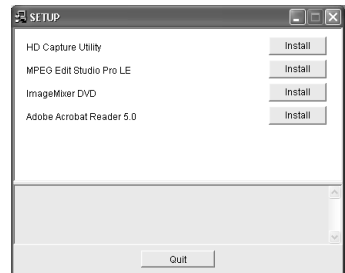 SETUP
HD Capture Utility Install
MPEG Edit Studio Pro LE Install
ImageMixer DVD Install
Adobe Acrobat Reader 5.0 Install
Quit